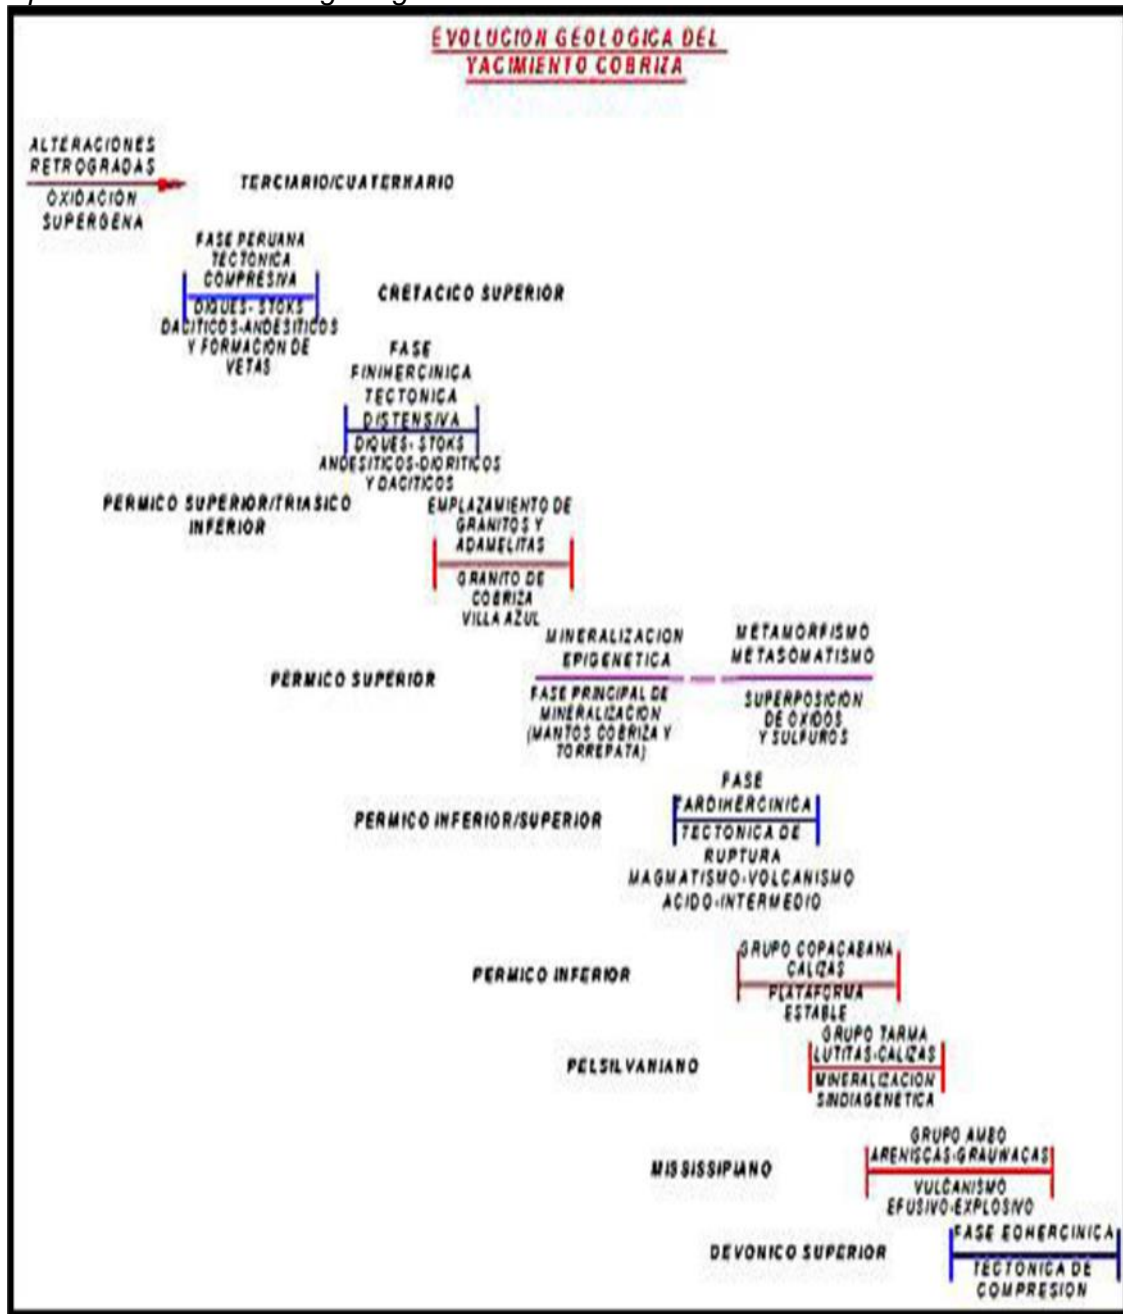 EVOLUCION GEOLOGICA DEL
YACIMIENTO COBRIZA
ALTERACIONES
RETROGRADAS
OXIDACION
SUPERGENA
TERCIARIO/CUATERNARIO
FASE PERUANA
TECTONICA
COMPRESIVA
DIQUES- STOKS
DACITICOS-ANDESITICOS
Y FORMACION DE
VETAS
CRETACICO SUPERIOR
FASE
FINIHERCINICA
TECTONICA
DISTENSIVA
DIQUES- STOKS
ANDESITICOS-DIORITICOS
Y DACITICOS
PERMICO SUPERIOR/TRIASICO
INFERIOR
EMPLAZAMIENTO DE
GRANITOS Y
ADAMELITAS
GRANITO DE
COBRIZA
VILLA AZUL
PERMICO SUPERIOR
MINERALIZACION
EPIGENETICA
FASE PRINCIPAL DE
MINERALIZACION
(MANTOS COBRIZA Y
TORREPATA)
METAMORFISMO
METASOMATISMO
SUPERPOSICION
DE OXIDOS
Y SULFUROS
PERMICO INFERIOR/SUPERIOR
FASE
TARDIHERCINICA
TECTONICA DE
RUPTURA
MAGMATISMO-VOLCANISMO
ACIDO-INTERMEDIO
PERMICO INFERIOR
GRUPO COPACABANA
CALIZAS
PLATAFORMA
ESTABLE
PELSILVANIANO
GRUPO TARMA
LUTITAS-CALIZAS
MINERALIZACION
SINDIAGENETICA
MISSISSIPIANO
GRUPO AMBO
ARENISCAS-GRAUWACAS
VULCANISMO
EFUSIVO-EXPLOSIVO
DEVONICO SUPERIOR
FASE EOHERCINICA
TECTONICA DE
COMPRESION